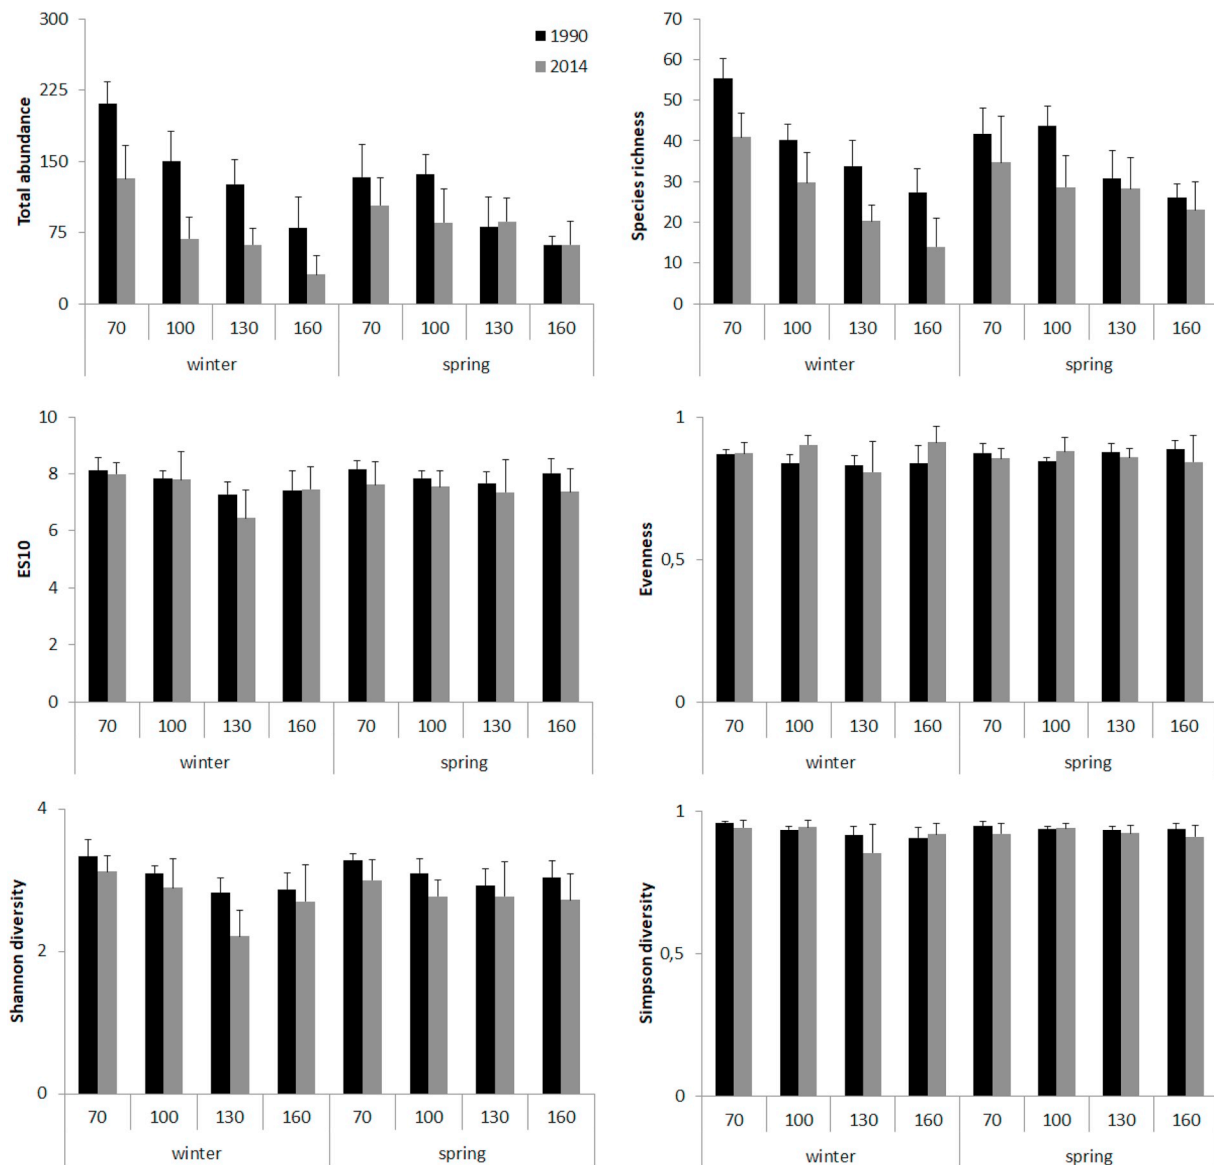 Total abundance
300
225
150
75
0
1990
2014
70 100 130 160 70 100 130 160
winter spring
Species richness
70
60
50
40
30
20
10
0
70 100 130 160 70 100 130 160
winter spring
ES10
10
8
6
4
2
0
70 100 130 160 70 100 130 160
winter spring
Evenness
1
0,5
0
70 100 130 160 70 100 130 160
winter spring
Shannon diversity
4
2
0
70 100 130 160 70 100 130 160
winter spring
Simpson diversity
1
0,5
0
70 100 130 160 70 100 130 160
winter spring